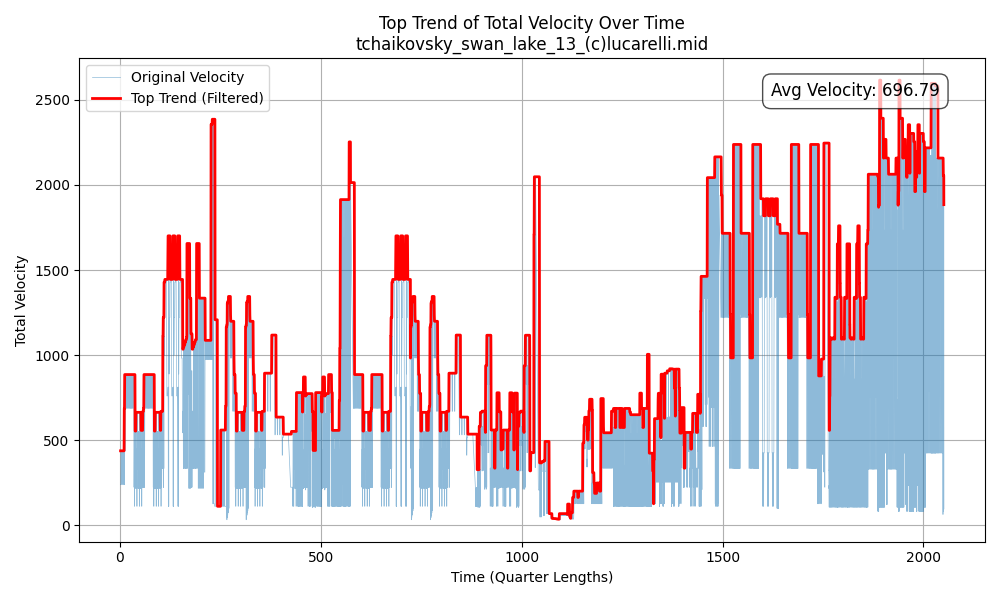 Top Trend of Total Velocity Over Time
tchaikovsky_swan_lake_13_(c)lucarelli.mid
Original Velocity
Top Trend (Filtered)
Avg Velocity: 696.79
2500
2000
1500
1000
500
0
Total Velocity
0 500 1000 1500 2000
Time (Quarter Lengths)